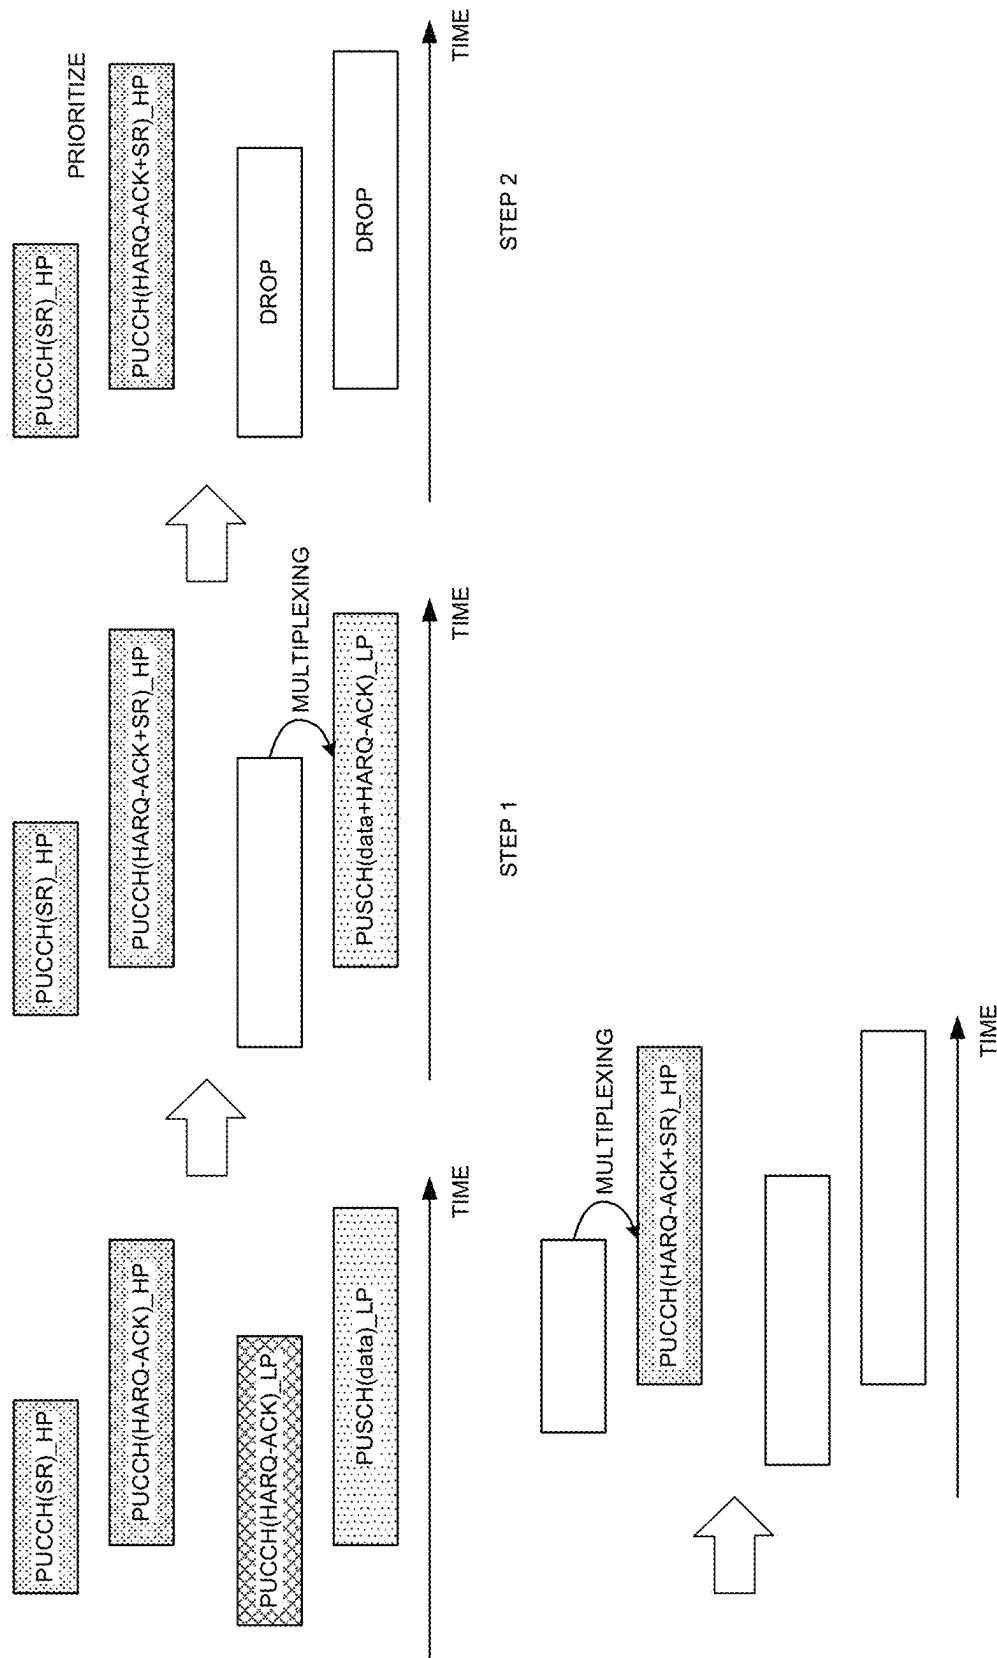 PUCCH(SR)_HP
PUCCH(HARQ-ACK)_HP
PUCCH(HARQ-ACK)_LP
PUSCH(data)_LP
TIME
PUCCH(SR)_HP
PUCCH(HARQ-ACK+SR)_HP
MULTIPLEXING
PUSCH(data+HARQ-ACK)_LP
TIME
STEP 1
PUCCH(SR)_HP
PRIORITIZE
PUCCH(HARQ-ACK+SR)_HP
DROP
DROP
TIME
STEP 2
MULTIPLEXING
PUCCH(HARQ-ACK+SR)_HP
TIME